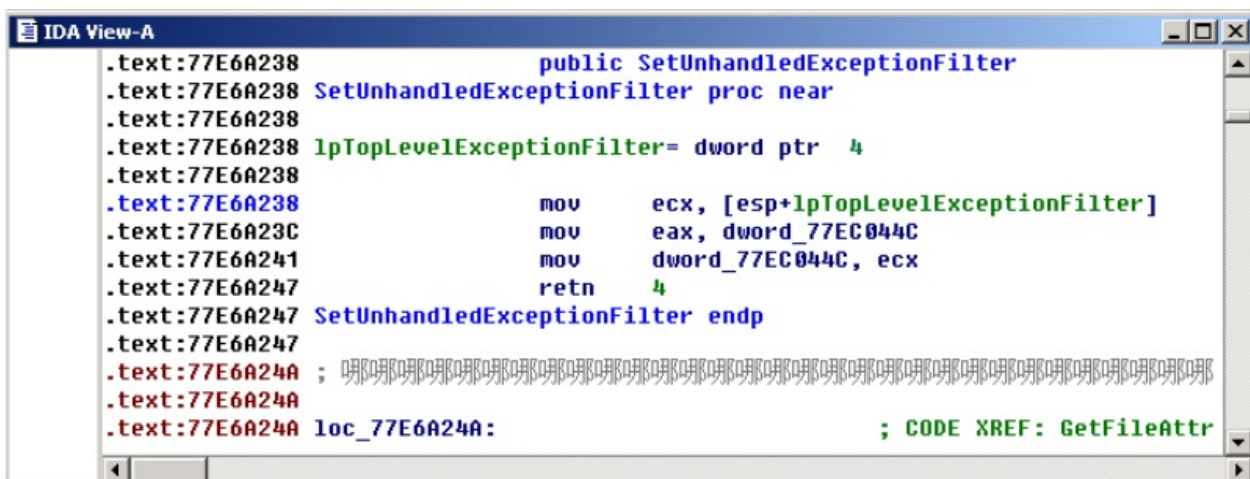 IDA View-A
.text:77E6A238 public SetUnhandledExceptionFilter
.text:77E6A238 SetUnhandledExceptionFilter proc near
.text:77E6A238
.text:77E6A238 lpTopLevelExceptionFilter= dword ptr 4
.text:77E6A238
.text:77E6A238 mov ecx, [esp+lpTopLevelExceptionFilter]
.text:77E6A23C mov eax, dword_77EC044C
.text:77E6A241 mov dword_77EC044C, ecx
.text:77E6A247 retn 4
.text:77E6A247 SetUnhandledExceptionFilter endp
.text:77E6A247
.text:77E6A24A ;
.text:77E6A24A
.text:77E6A24A loc_77E6A24A: ; CODE XREF: GetFileAttr